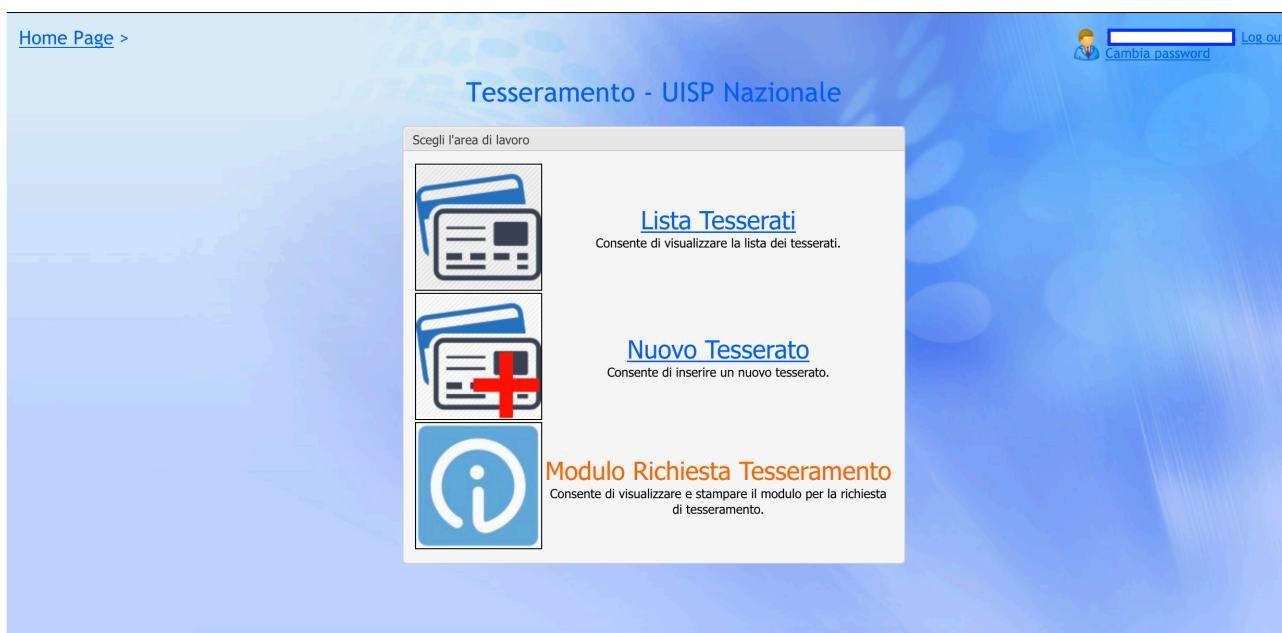 Home Page >
Log ou
Cambia password
Tesseramento - UISP Nazionale
Scegli l'area di lavoro
Lista Tesserati
Consente di visualizzare la lista dei tesserati.
Nuovo Tesserato
Consente di inserire un nuovo tesserato.
Modulo Richiesta Tesseramento
Consente di visualizzare e stampare il modulo per la richiesta
di tesseramento.